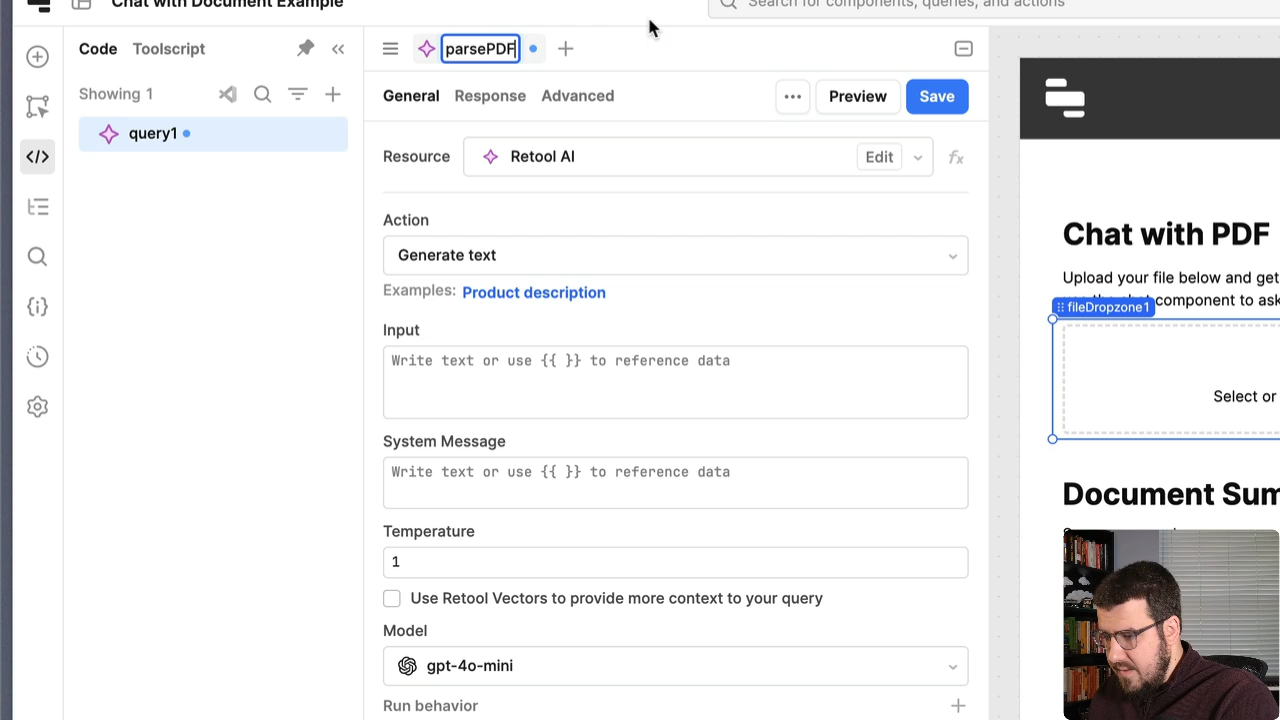 Chat with Document Example
Search for components, queries, and actions
Code Toolscript
parsePDF
Showing 1
General Response Advanced
Preview
Save
query1
Resource
Retool AI
Edit
fx
Action
Generate text
Examples: Product description
Input
Write text or use {{ }} to reference data
System Message
Write text or use {{ }} to reference data
Temperature
1
Use Retool Vectors to provide more context to your query
Model
gpt-4o-mini
Run behavior
Chat with PDF
Upload your file below and get
component to ask
fileDropzone1
Select or
Document Sum